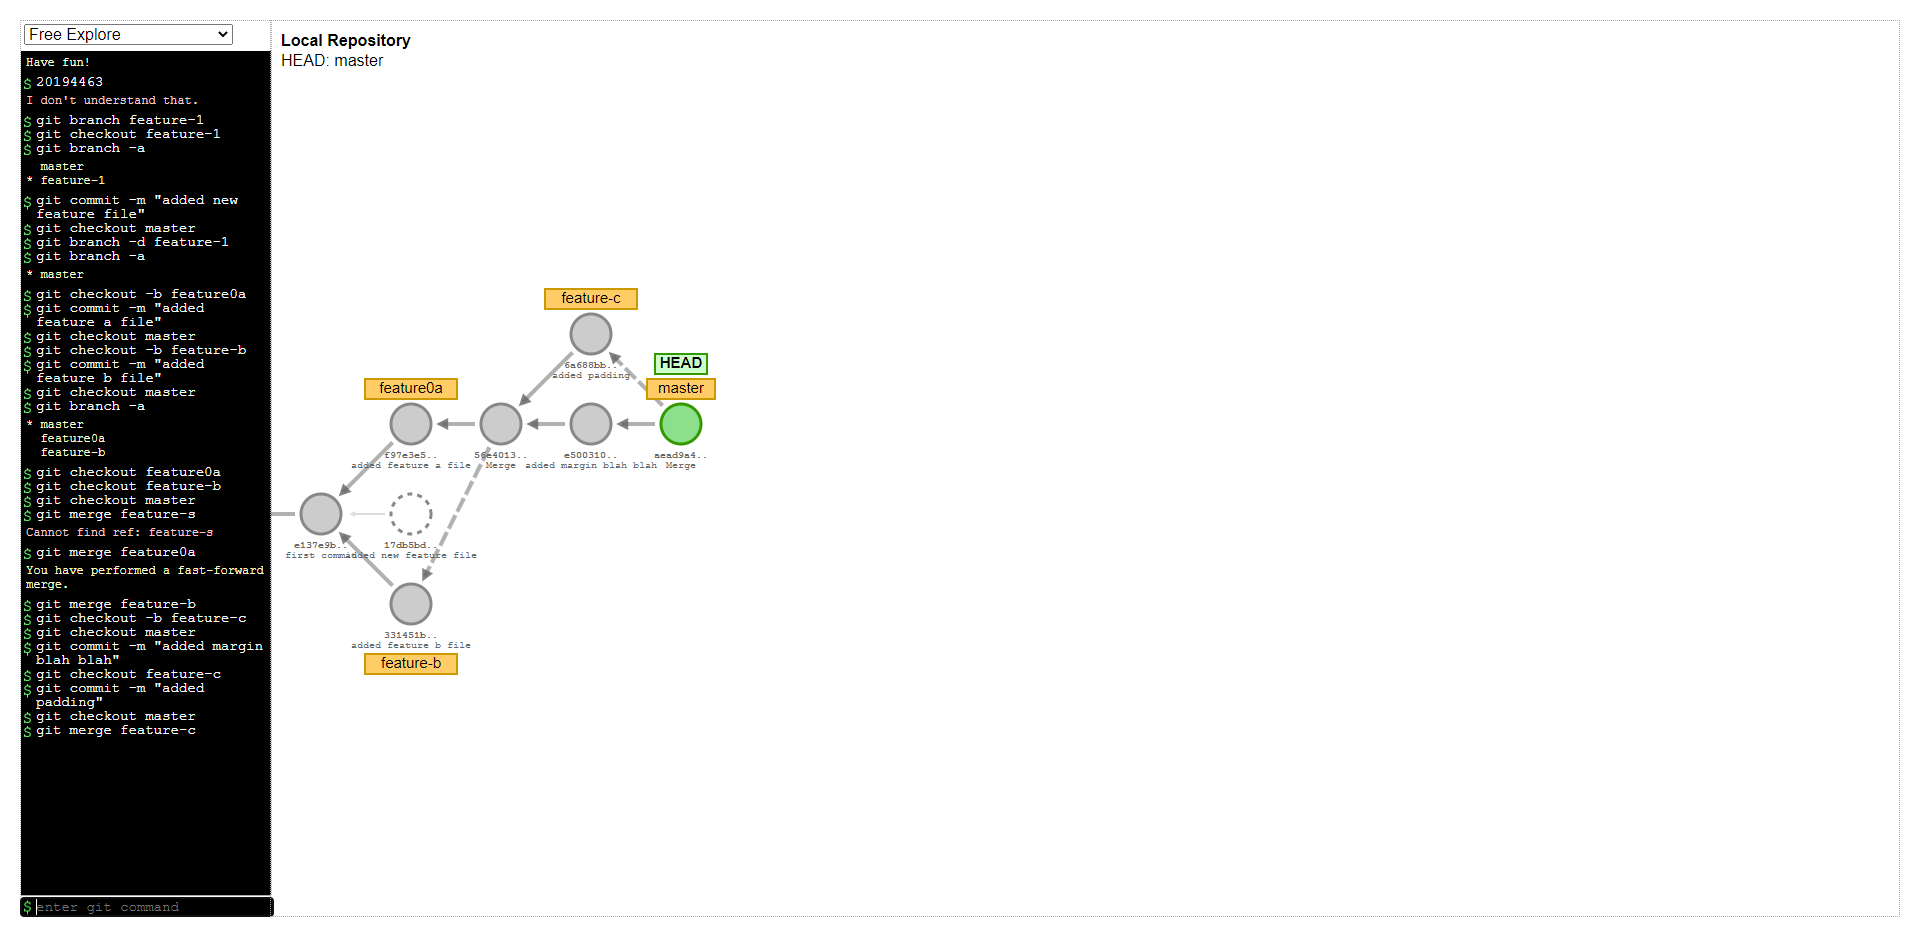 Free Explore
Have fun!
$ 20194463
I don't understand that.
$ git branch feature-1
$ git checkout feature-1
$ git branch -a
master
* feature-1
$ git commit -m "added new
feature file"
$ git checkout master
$ git branch -d feature-1
$ git branch -a
* master
$ git checkout -b feature0a
$ git commit -m "added
feature a file"
$ git checkout master
$ git checkout -b feature-b
$ git commit -m "added
feature b file"
$ git checkout master
$ git branch -a
* master
feature0a
feature-b
$ git checkout feature0a
$ git checkout feature-b
$ git checkout master
$ git merge feature-s
Cannot find ref: feature-s
$ git merge feature0a
You have performed a fast-forward
merge.
$ git merge feature-b
$ git checkout -b feature-c
$ git checkout master
$ git commit -m "added margin
blah blah"
$ git checkout feature-c
$ git commit -m "added
padding"
$ git checkout master
$ git merge feature-c
$ enter git command
Local Repository
HEAD: master
feature-c
6a688bb..
added padding
HEAD
master
feature0a
f97e3e5..
added feature a file
56e4013..
Merge
e500310..
added margin blah blah
aead9a4..
Merge
e137e9b..
first commit
17db5bd..
added new feature file
331451b..
added feature b file
feature-b